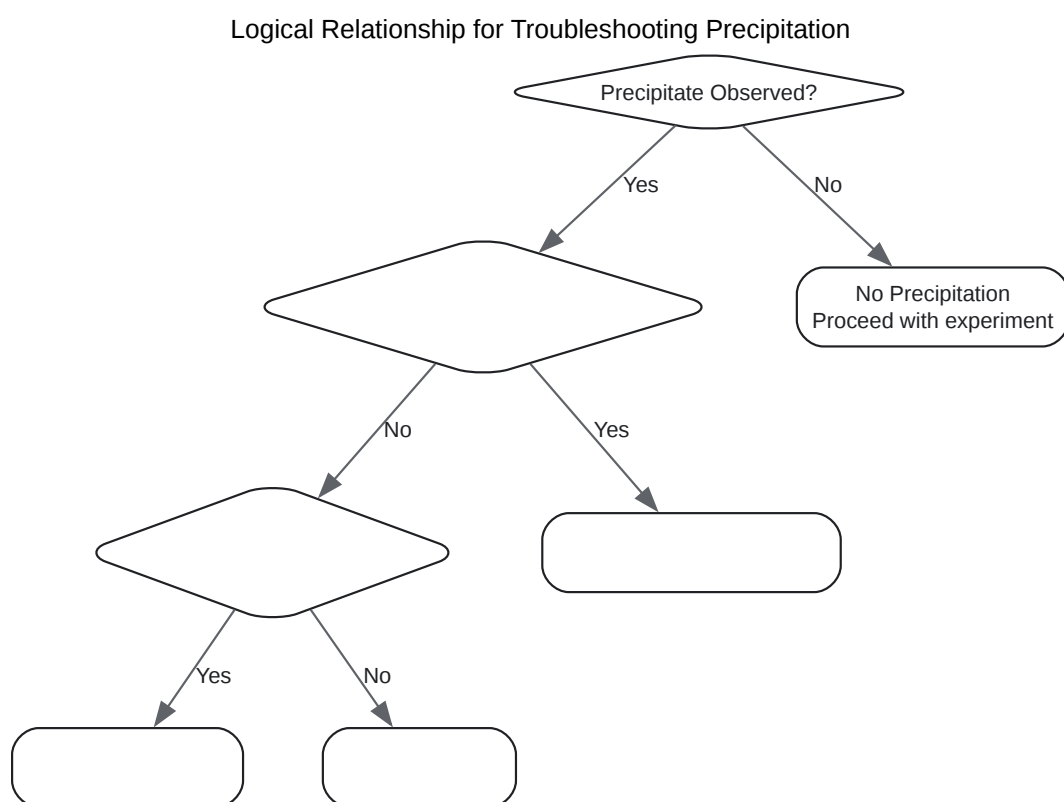 Logical Relationship for Troubleshooting Precipitation
Precipitate Observed?
Yes
No
No Precipitation
Proceed with experiment
No
Yes
Yes
No